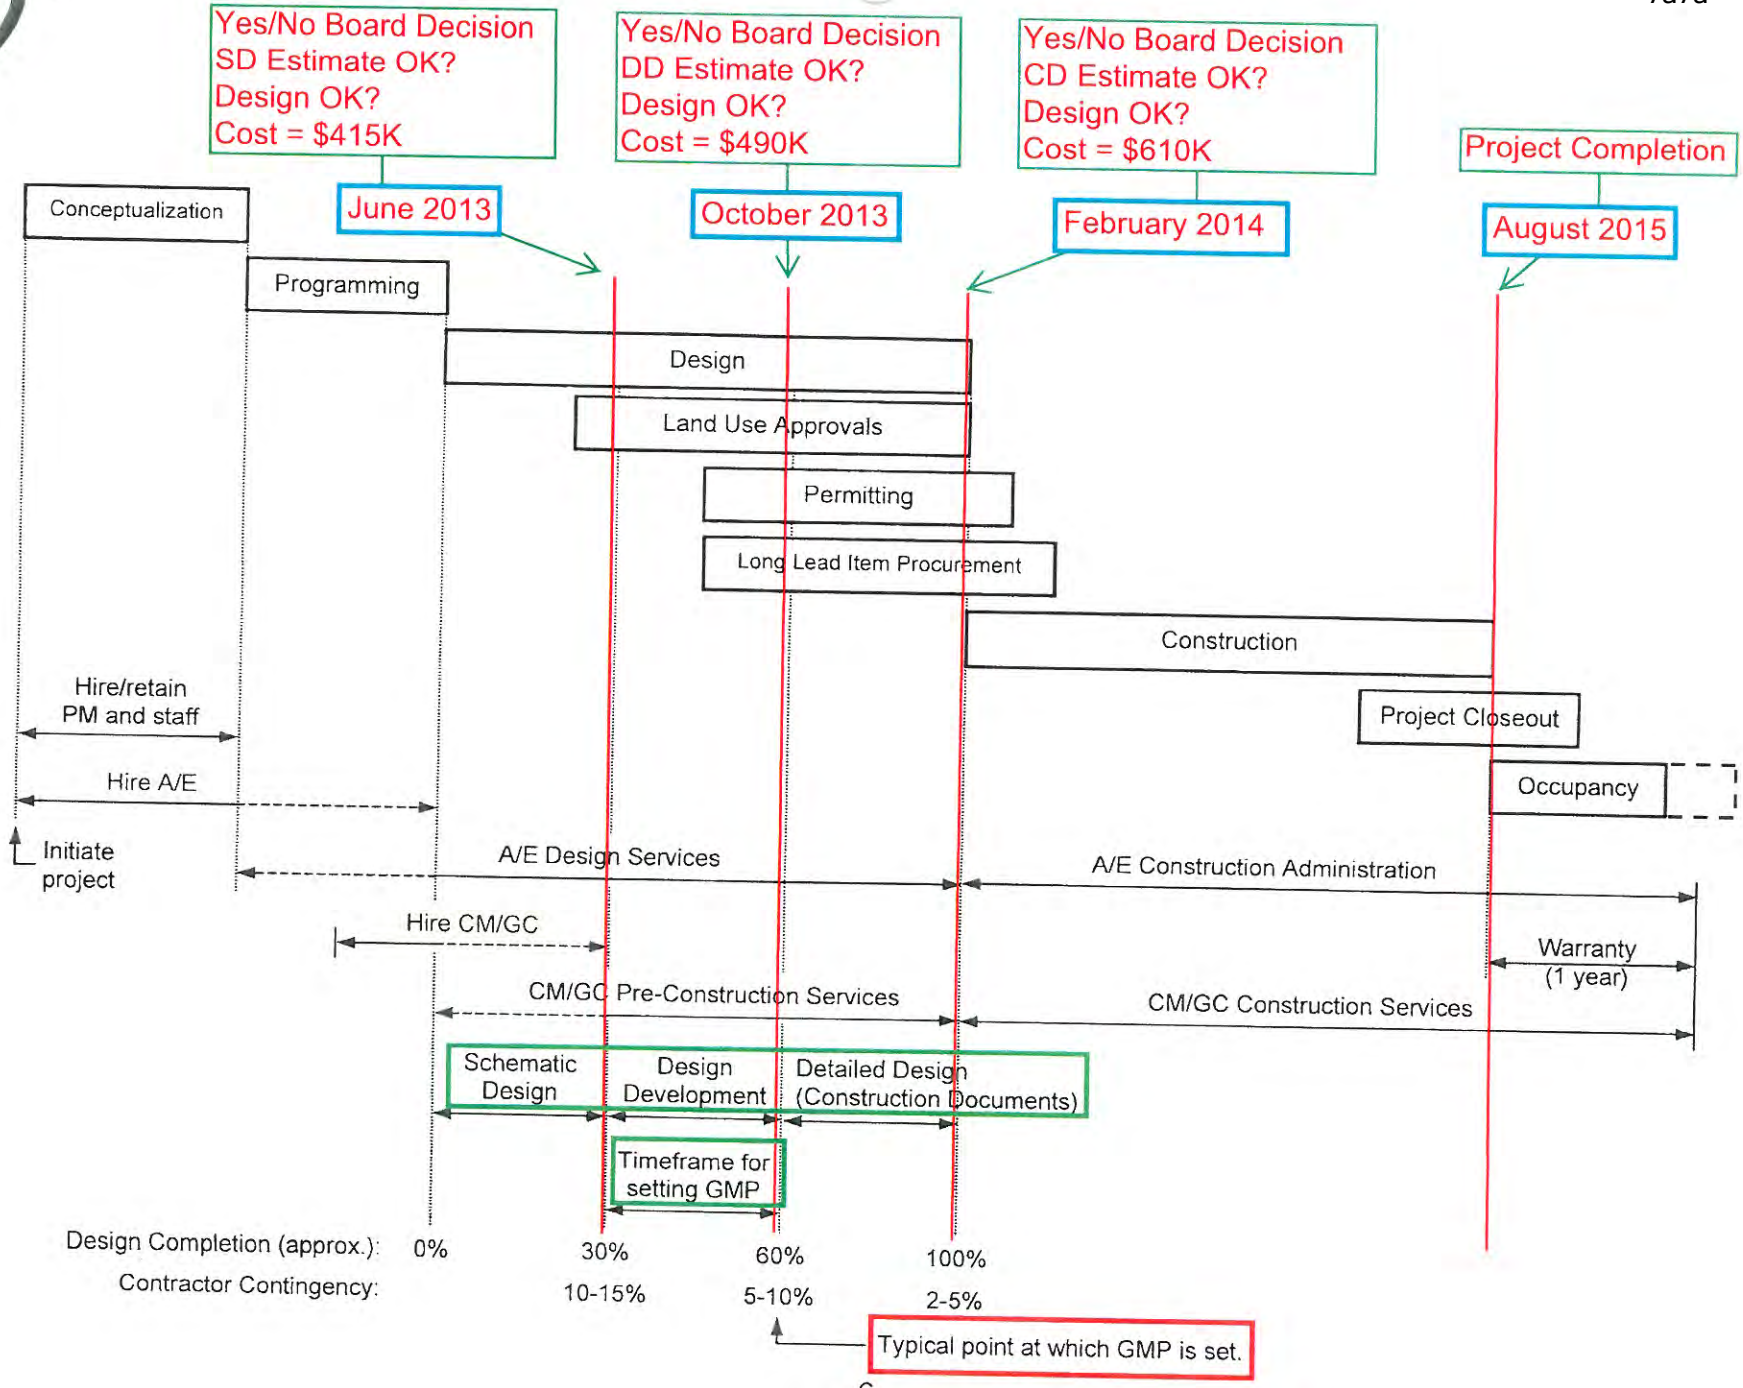 Yes/No Board Decision
SD Estimate OK?
Design OK?
Cost = $415K
Yes/No Board Decision
DD Estimate OK?
Design OK?
Cost = $490K
Yes/No Board Decision
CD Estimate OK?
Design OK?
Cost = $610K
Project Completion
June 2013
October 2013
February 2014
August 2015
Conceptualization
Programming
Design
Land Use Approvals
Permitting
Long Lead Item Procurement
Construction
Project Closeout
Occupancy
Hire/retain
PM and staff
Hire A/E
Initiate
project
A/E Design Services
A/E Construction Administration
Hire CM/GC
Warranty
(1 year)
CM/GC Pre-Construction Services
CM/GC Construction Services
Schematic
Design
Design
Development
Detailed Design
(Construction Documents)
Timeframe for
setting GMP
Design Completion (approx.): 0% 30% 60% 100%
Contractor Contingency: 10-15% 5-10% 2-5%
Typical point at which GMP is set.